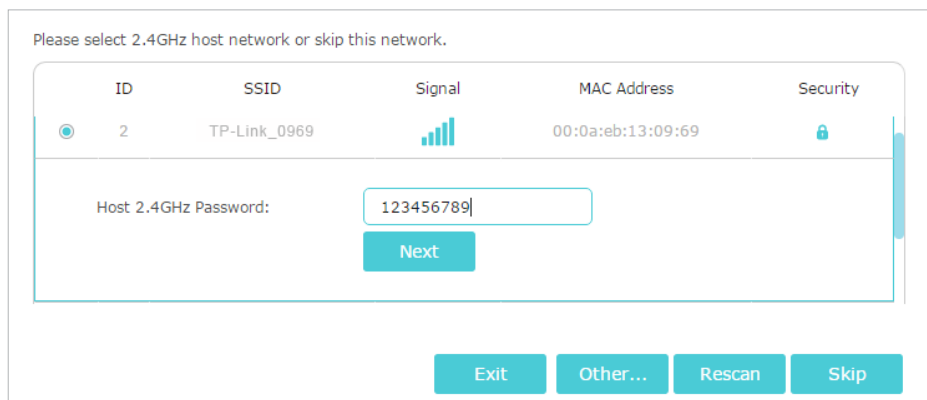 Please select 2.4GHz host network or skip this network.
ID SSID Signal MAC Address Security
2 TP-Link_0969 00:0a:eb:13:09:69
Host 2.4GHz Password: 123456789
Next
Exit Other... Rescan Skip